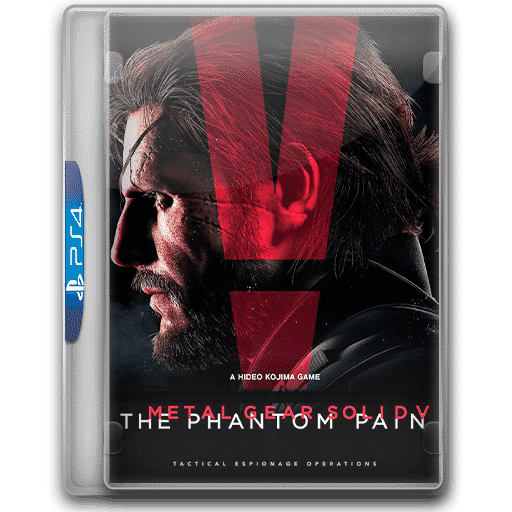 PS4
A HIDEO KOJIMA GAME
METAL GEAR SOLID V
THE PHANTOM PAIN
TACTICAL ESPIONAGE OPERATIONS